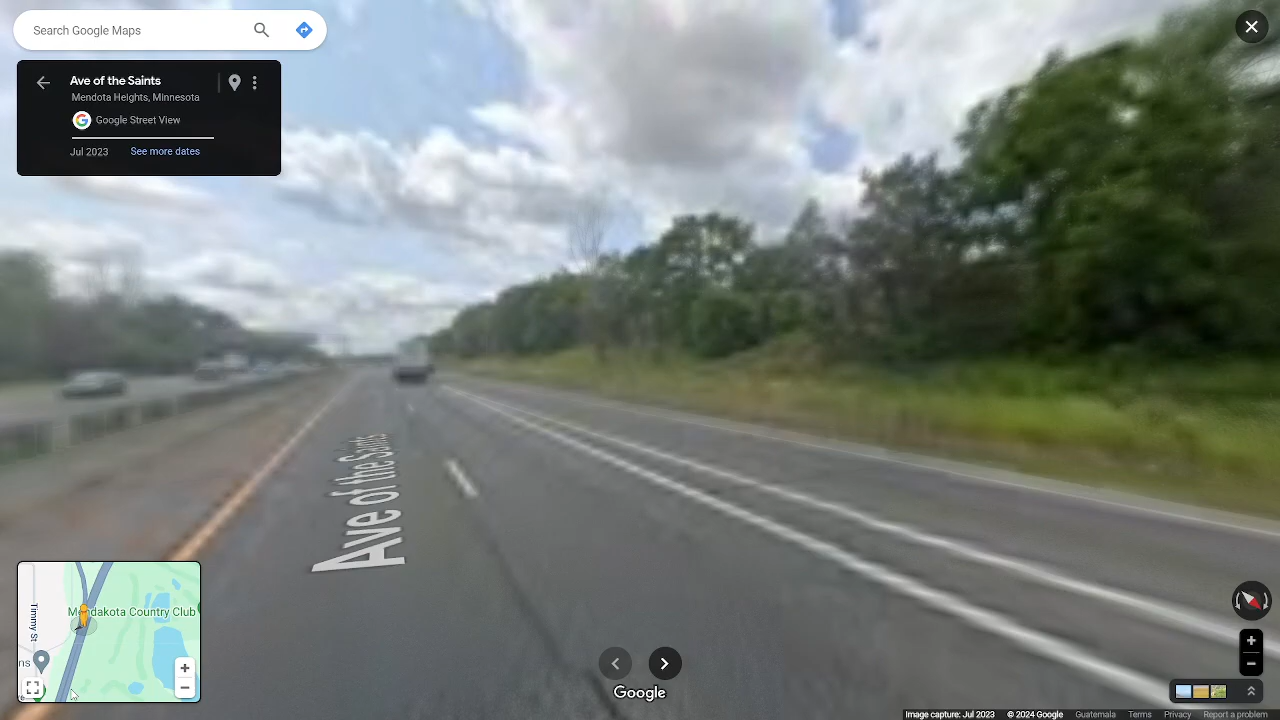 Search Google Maps
Ave of the Saints
Mendota Heights, Minnesota
Google Street View
Jul 2023 See more dates
Ave of the Saints
Mendakota Country Club
Timmy St
ns
Google
Image capture: Jul 2023 © 2024 Google Guatemala Terms Privacy Report a problem